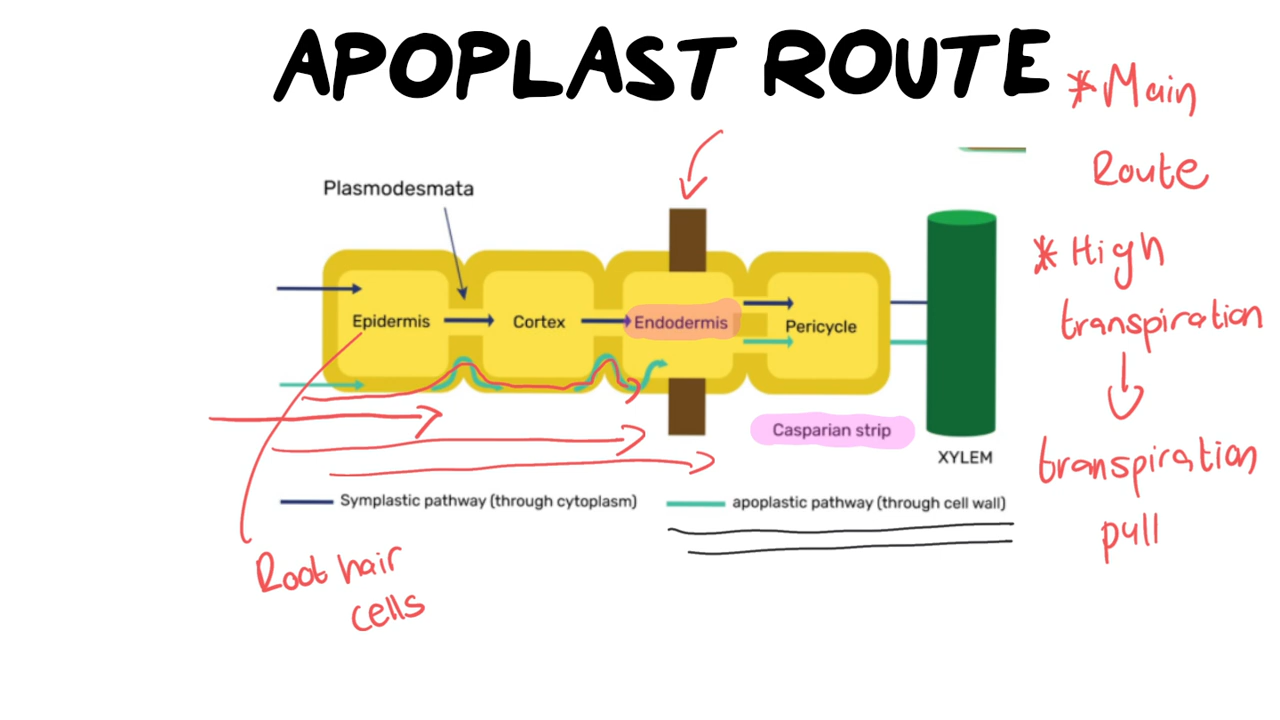 APOPLAST ROUTE
*Main
Route
Plasmodesmata
*High
transpiration
transpiration
pull
Epidermis
Cortex
Endodermis
Pericycle
Casparian strip
XYLEM
Symplastic pathway (through cytoplasm)
apoplastic pathway (through cell wall)
Root hair
cells